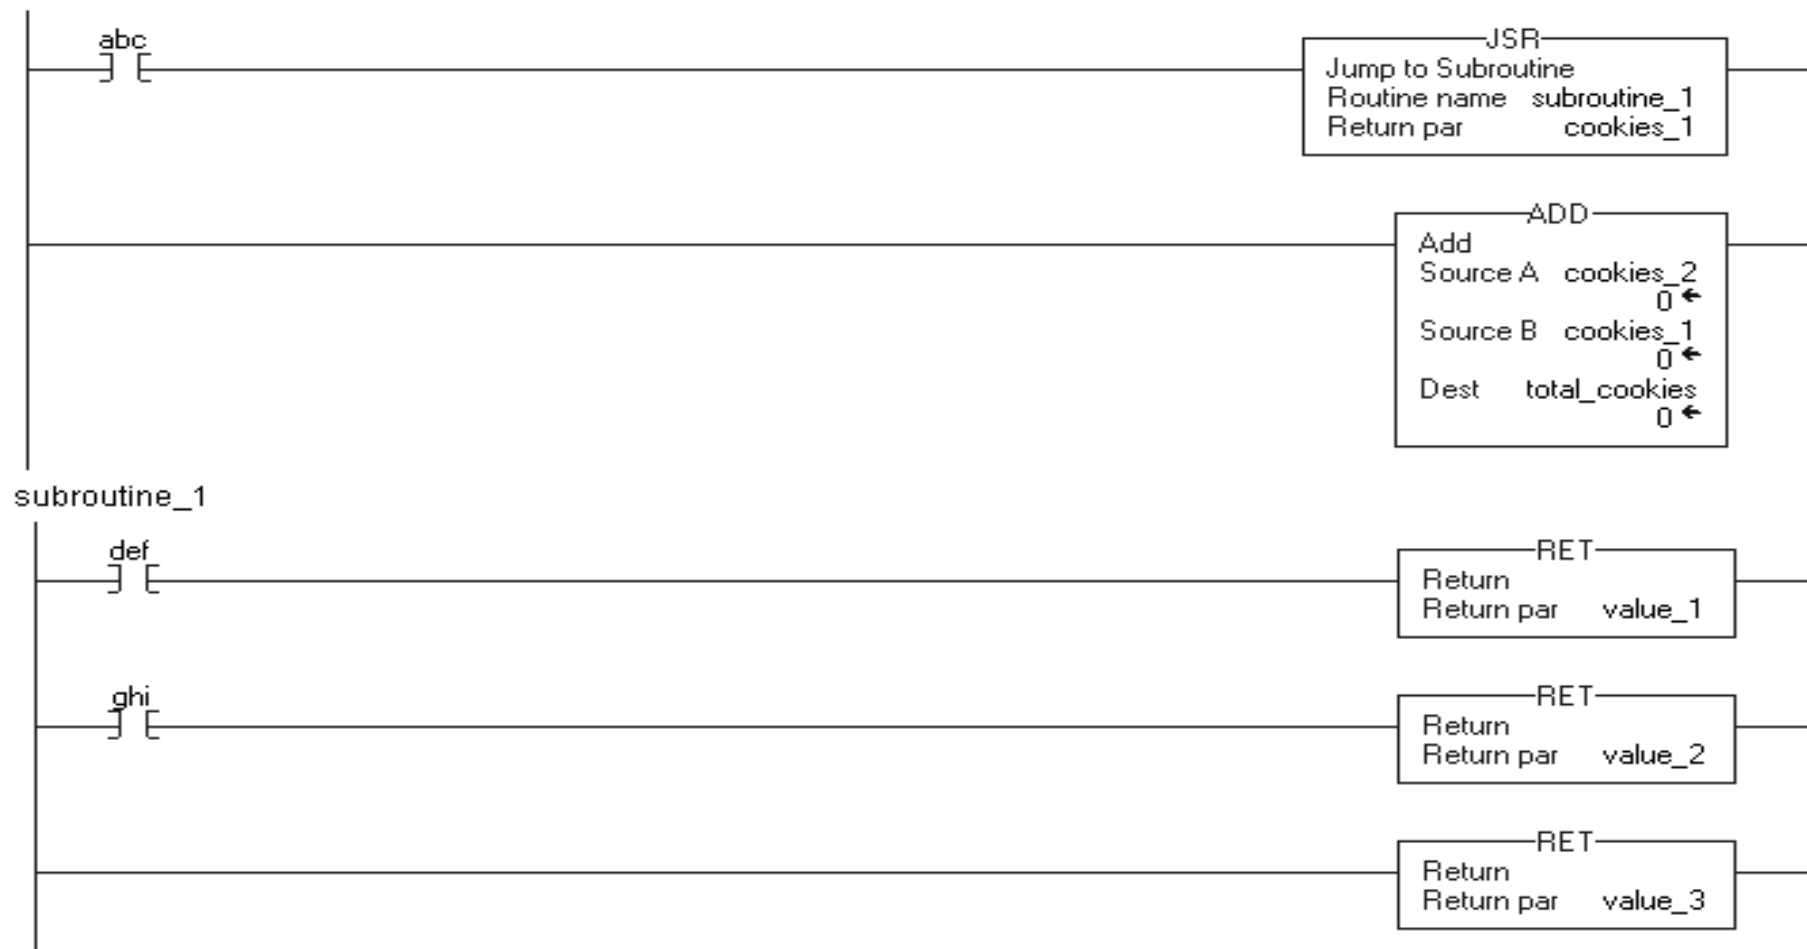 abc
JSR
Jump to Subroutine
Routine name subroutine_1
Return par cookies_1
ADD
Add
Source A cookies_2
0
Source B cookies_1
0
Dest total_cookies
0
subroutine_1
def
RET
Return
Return par value_1
ghi
RET
Return
Return par value_2
RET
Return
Return par value_3